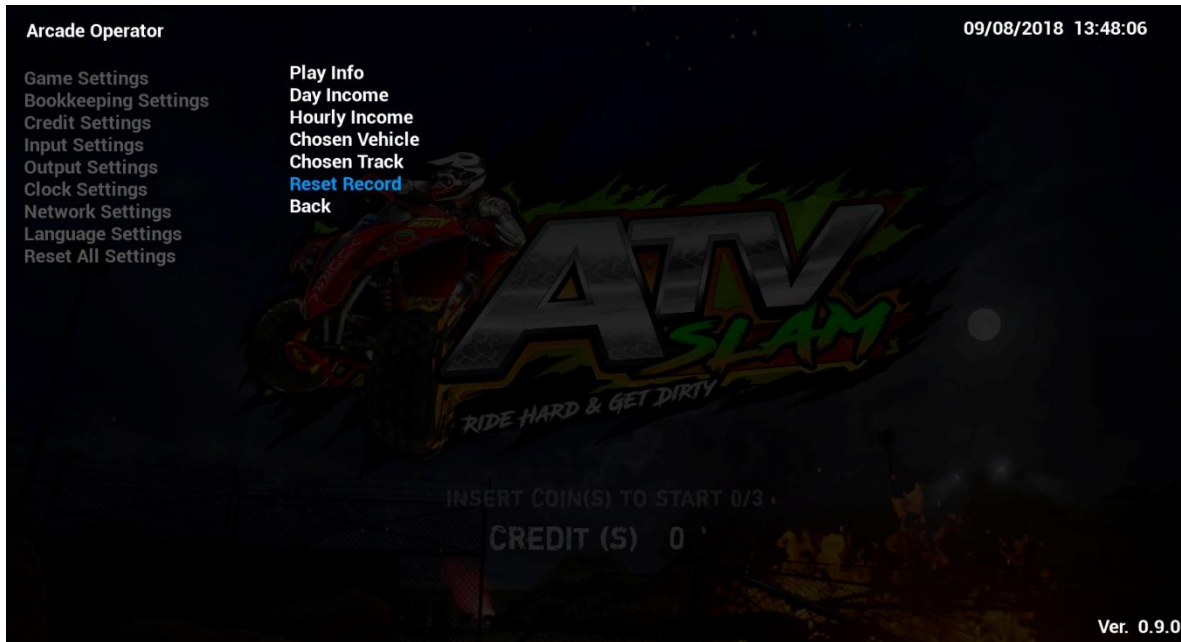 Arcade Operator
09/08/2018 13:48:06
Game Settings
Bookkeeping Settings
Credit Settings
Input Settings
Output Settings
Clock Settings
Network Settings
Language Settings
Reset All Settings
Play Info
Day Income
Hourly Income
Chosen Vehicle
Chosen Track
Reset Record
Back
ATV
SLAM
RIDE HARD & GET DIRTY
INSERT COIN(S) TO START 0/3
CREDIT (S) 0
Ver. 0.9.0